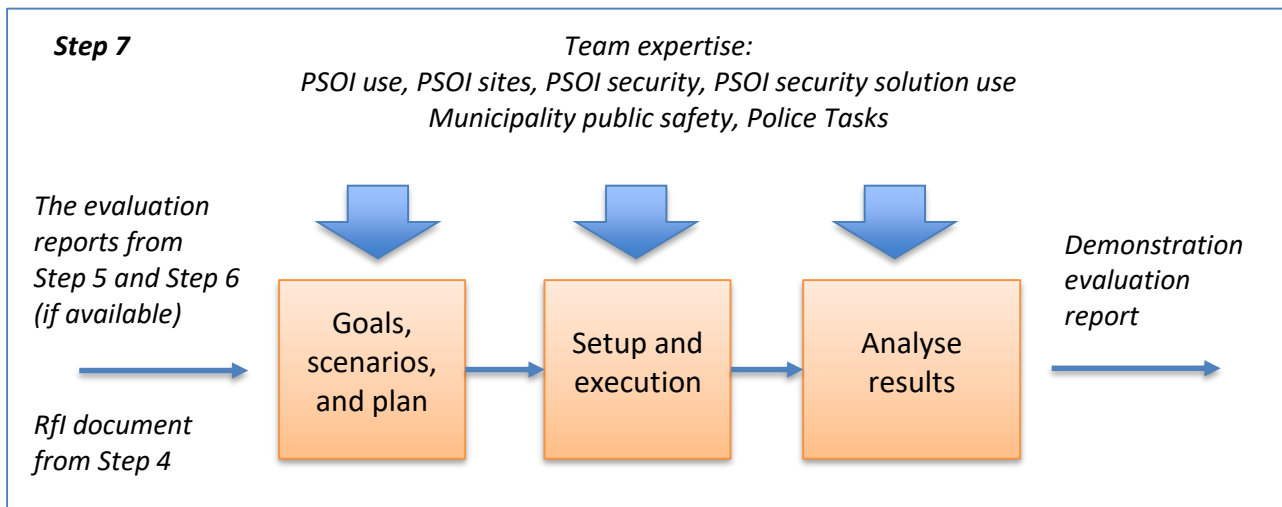 Step 7
Team expertise:
PSOI use, PSOI sites, PSOI security, PSOI security solution use
Municipality public safety, Police Tasks
The evaluation
reports from
Step 5 and Step 6
(if available)
RfI document
from Step 4
Goals,
scenarios,
and plan
Setup and
execution
Analyse
results
Demonstration
evaluation
report